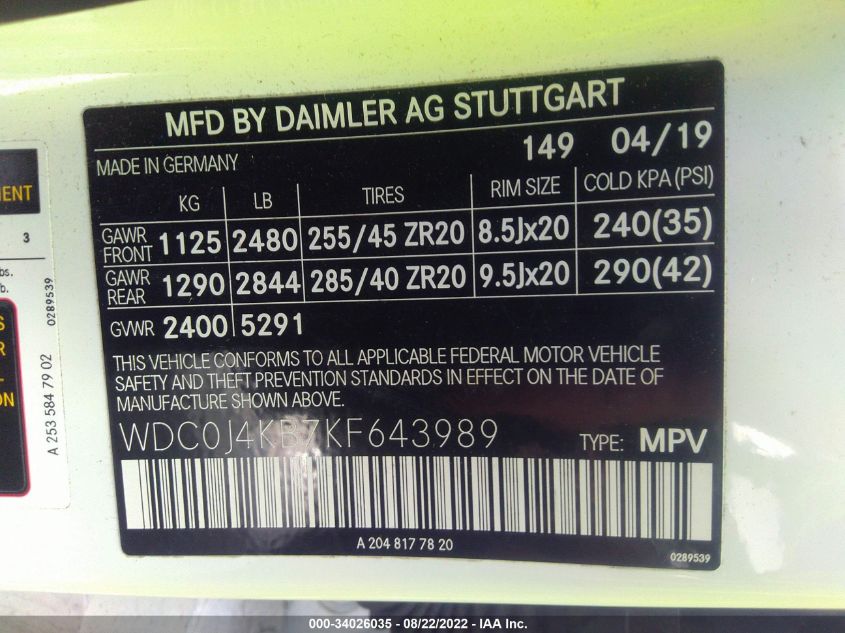 MFD BY DAIMLER AG STUTTGART
MADE IN GERMANY 149 04/19
KG LB TIRES RIM SIZE COLD KPA (PSI)
GAWR FRONT 1125 2480 255/45 ZR20 8.5Jx20 240(35)
GAWR REAR 1290 2844 285/40 ZR20 9.5Jx20 290(42)
GVWR 2400 5291
THIS VEHICLE CONFORMS TO ALL APPLICABLE FEDERAL MOTOR VEHICLE
SAFETY AND THEFT PREVENTION STANDARDS IN EFFECT ON THE DATE OF
MANUFACTURE SHOWN ABOVE.
WDC0J4KB7KF643989 TYPE: MPV
A 204 817 78 20
0289539
3
0289539
A 253 584 79 02
000-34026035 - 08/22/2022 - IAA Inc.